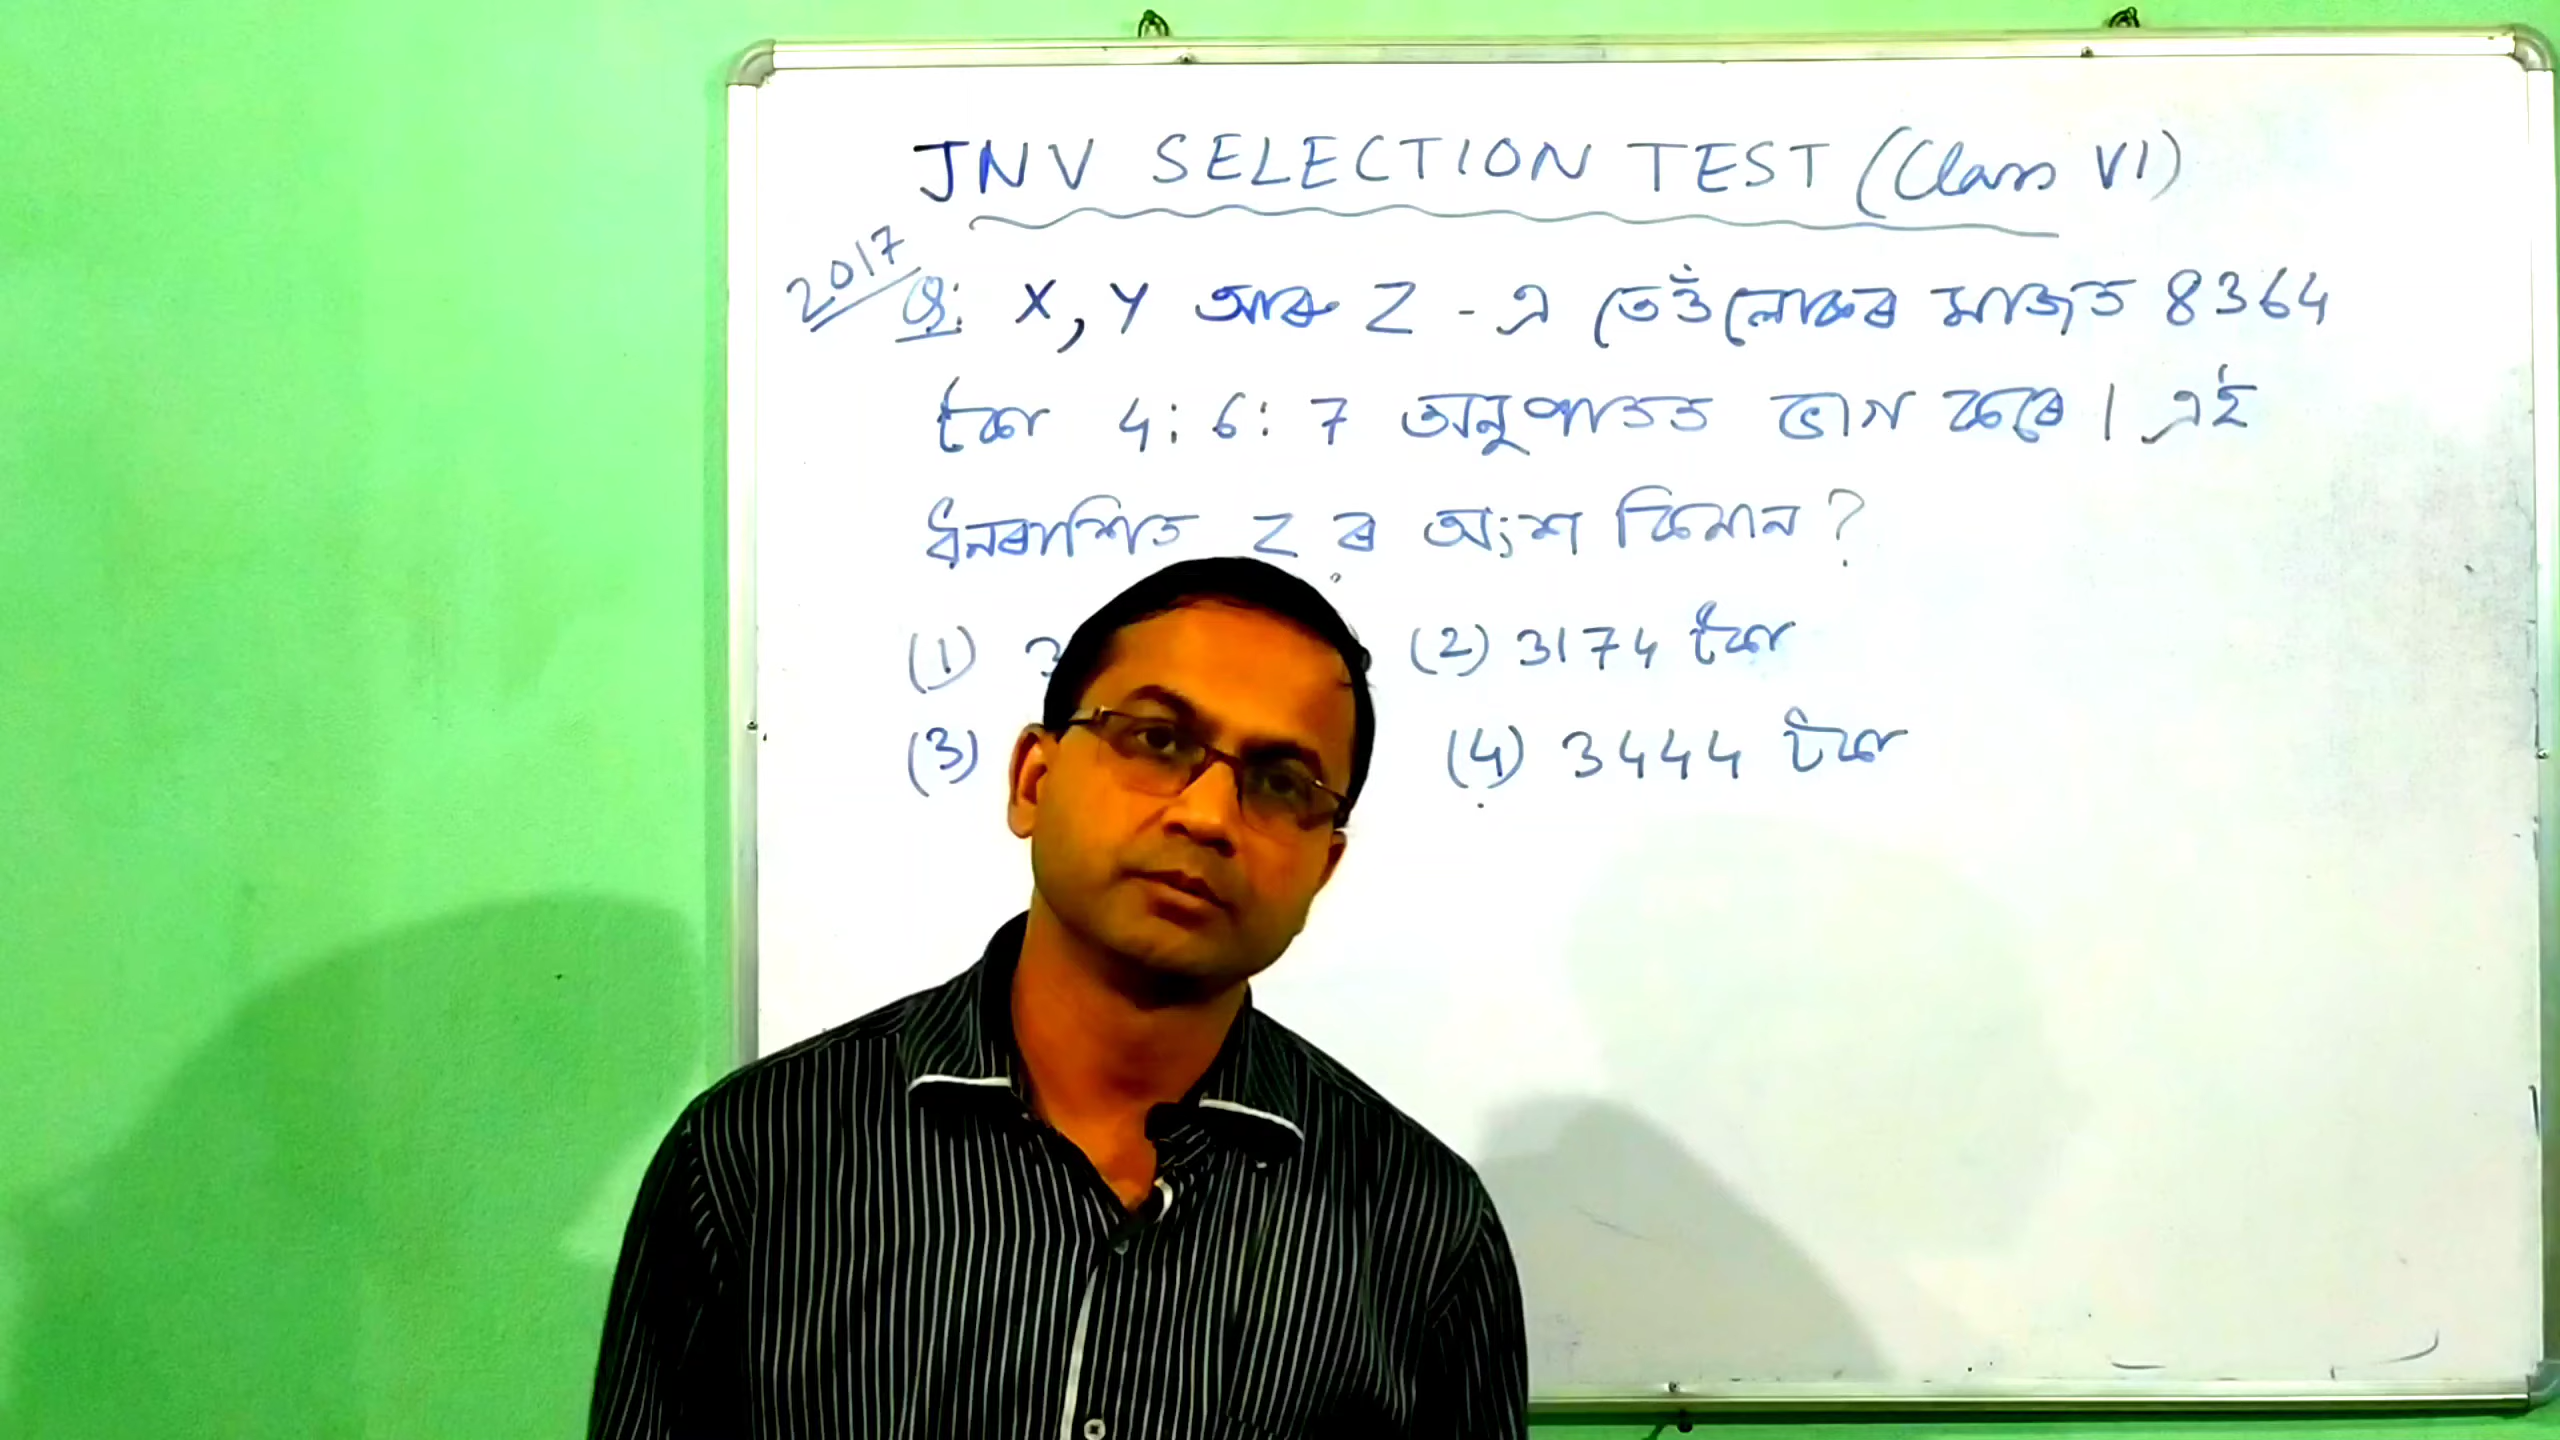 JNV SELECTION TEST (Class VI)
2017
Q: X, Y আৰু Z -এ তেওঁলোকৰ মাজত 8364
টকা 4: 6: 7 অনুপাতত ভাগ কৰে। এই
ধনৰাশিত Z ৰ অংশ কিমান?
(1) (2) 3174 টকা
(3) (4) 3444 টকা